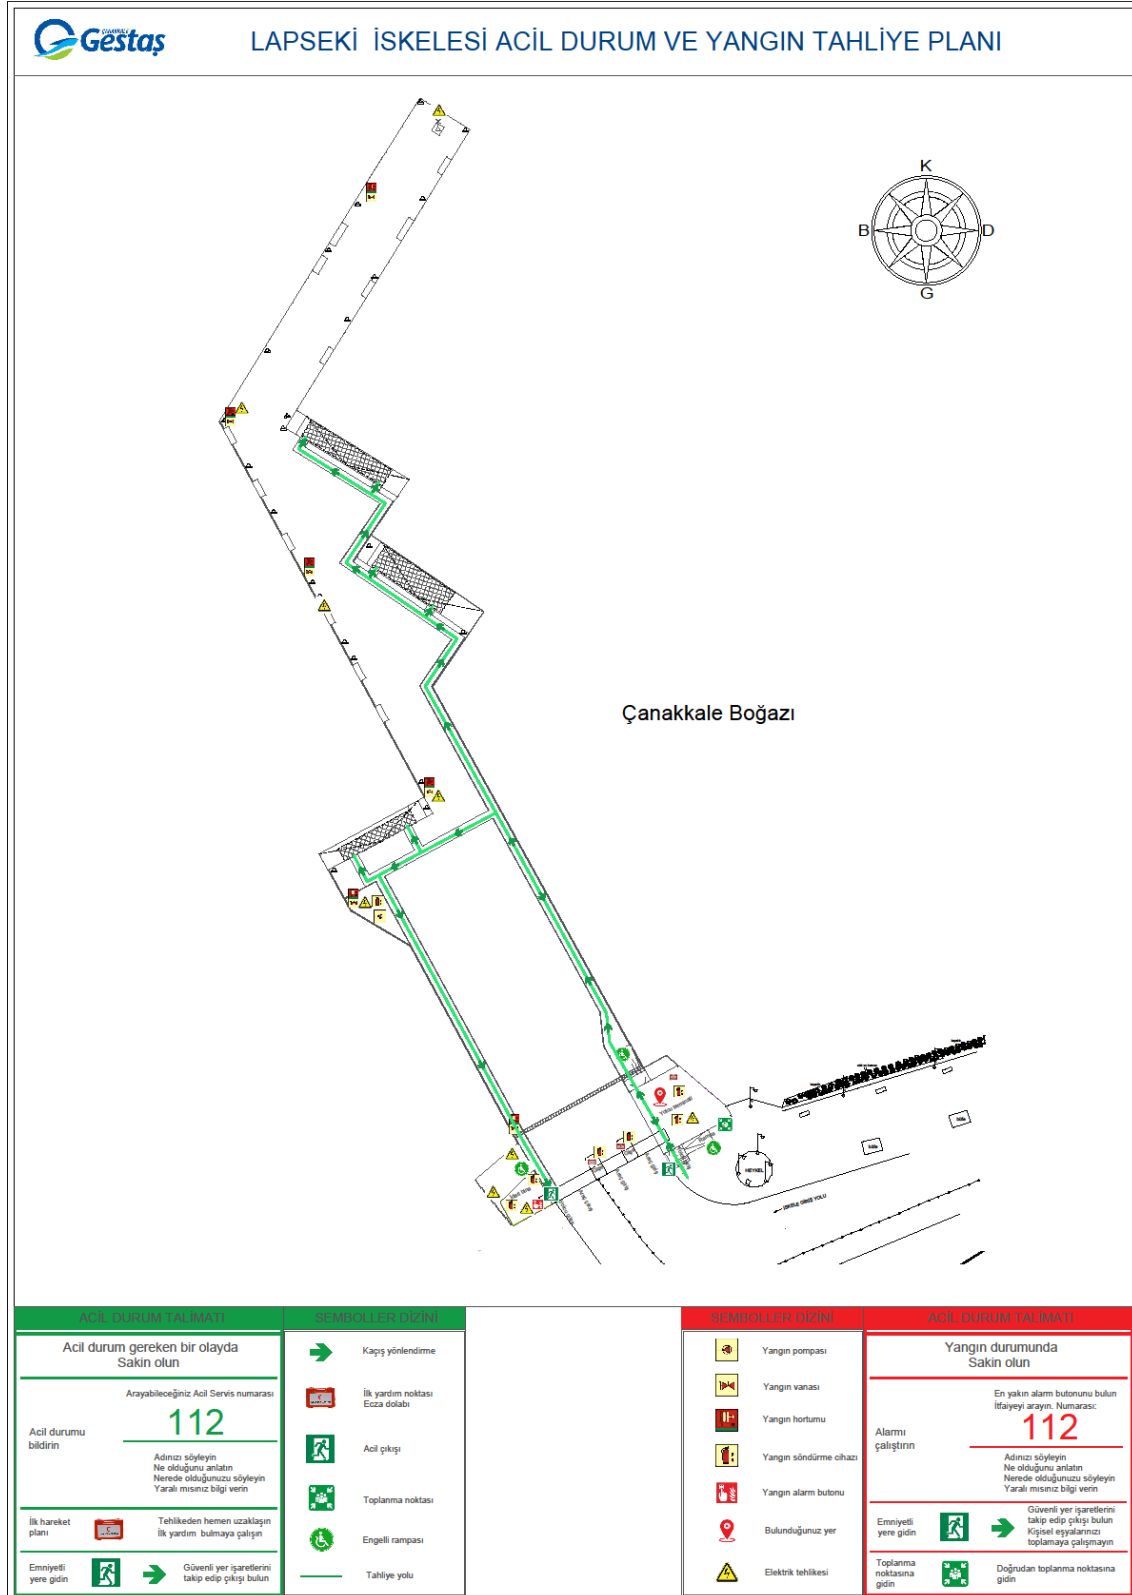 ÇANAKKALE
Gestaş
LAPSEKİ İSKELESİ ACİL DURUM VE YANGIN TAHLİYE PLANI
K
B
D
G
Çanakkale Boğazı
HEYKEL
İSKELE GİRİŞ YOLU
ACİL DURUM TALİMATI
Acil durum gereken bir olayda
Sakin olun
Arayabileceğiniz Acil Servis numarası
112
Acil durumu
bildirin
Adınızı söyleyin
Ne olduğunu anlatın
Nerede olduğunuzu söyleyin
Yaralı mısınız bilgi verin
İlk hareket
planı
Tehlikeden hemen uzaklaşın
İlk yardım bulmaya çalışın
Emniyetli
yere gidin
Güvenli yer işaretlerini
takip edip çıkışı bulun
SEMBOLLER DİZİNİ
Kaçış yönlendirme
İlk yardım noktası
Ecza dolabı
Acil çıkışı
Toplanma noktası
Engelli rampası
Tahliye yolu
SEMBOLLER DİZİNİ
Yangın pompası
Yangın vanası
Yangın hortumu
Yangın söndürme cihazı
Yangın alarm butonu
Bulunduğunuz yer
Elektrik tehlikesi
ACİL DURUM TALİMATI
Yangın durumunda
Sakin olun
En yakın alarm butonunu bulun
İtfaiyeyi arayın. Numarası:
112
Alarmı
çalıştırın
Adınızı söyleyin
Ne olduğunu anlatın
Nerede olduğunuzu söyleyin
Yaralı mısınız bilgi verin
Emniyetli
yere gidin
Güvenli yer işaretlerini
takip edip çıkışı bulun
Kişisel eşyalarınızı
toplamaya çalışmayın
Toplanma
noktasına
gidin
Doğrudan toplanma noktasına
gidin